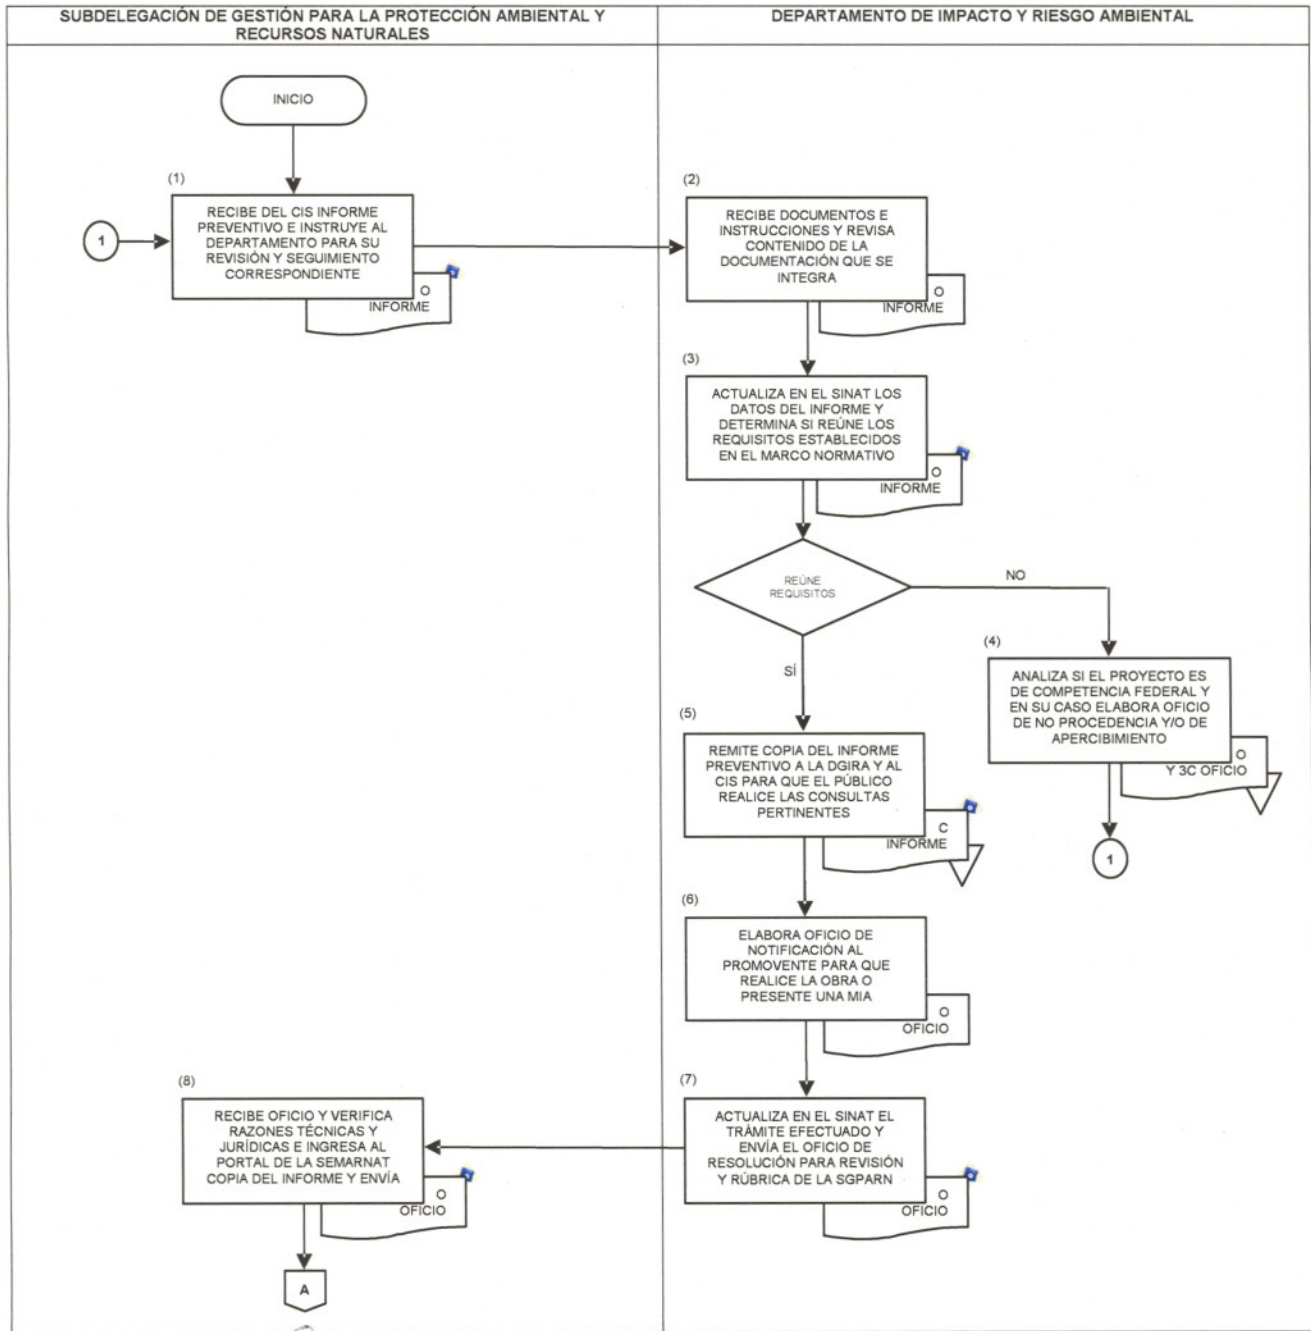 SUBDELEGACIÓN DE GESTIÓN PARA LA PROTECCIÓN AMBIENTAL Y
RECURSOS NATURALES
DEPARTAMENTO DE IMPACTO Y RIESGO AMBIENTAL
INICIO
(1)
1
RECIBE DEL CIS INFORME
PREVENTIVO E INSTRUYE AL
DEPARTAMENTO PARA SU
REVISIÓN Y SEGUIMIENTO
CORRESPONDIENTE
O
INFORME
(2)
RECIBE DOCUMENTOS E
INSTRUCCIONES Y REVISA
CONTENIDO DE LA
DOCUMENTACIÓN QUE SE
INTEGRA
O
INFORME
(3)
ACTUALIZA EN EL SINAT LOS
DATOS DEL INFORME Y
DETERMINA SI REÚNE LOS
REQUISITOS ESTABLECIDOS
EN EL MARCO NORMATIVO
O
INFORME
REÚNE
REQUISITOS
NO
SÍ
(4)
ANALIZA SI EL PROYECTO ES
DE COMPETENCIA FEDERAL Y
EN SU CASO ELABORA OFICIO
DE NO PROCEDENCIA Y/O DE
APERCIBIMIENTO
O
Y 3C OFICIO
1
(5)
REMITE COPIA DEL INFORME
PREVENTIVO A LA DGIRA Y AL
CIS PARA QUE EL PÚBLICO
REALICE LAS CONSULTAS
PERTINENTES
C
INFORME
(6)
ELABORA OFICIO DE
NOTIFICACIÓN AL
PROMOVENTE PARA QUE
REALICE LA OBRA O
PRESENTE UNA MIA
O
OFICIO
(7)
ACTUALIZA EN EL SINAT EL
TRÁMITE EFECTUADO Y
ENVÍA EL OFICIO DE
RESOLUCIÓN PARA REVISIÓN
Y RÚBRICA DE LA SGPARN
O
OFICIO
(8)
RECIBE OFICIO Y VERIFICA
RAZONES TÉCNICAS Y
JURÍDICAS E INGRESA AL
PORTAL DE LA SEMARNAT
COPIA DEL INFORME Y ENVÍA
O
OFICIO
A